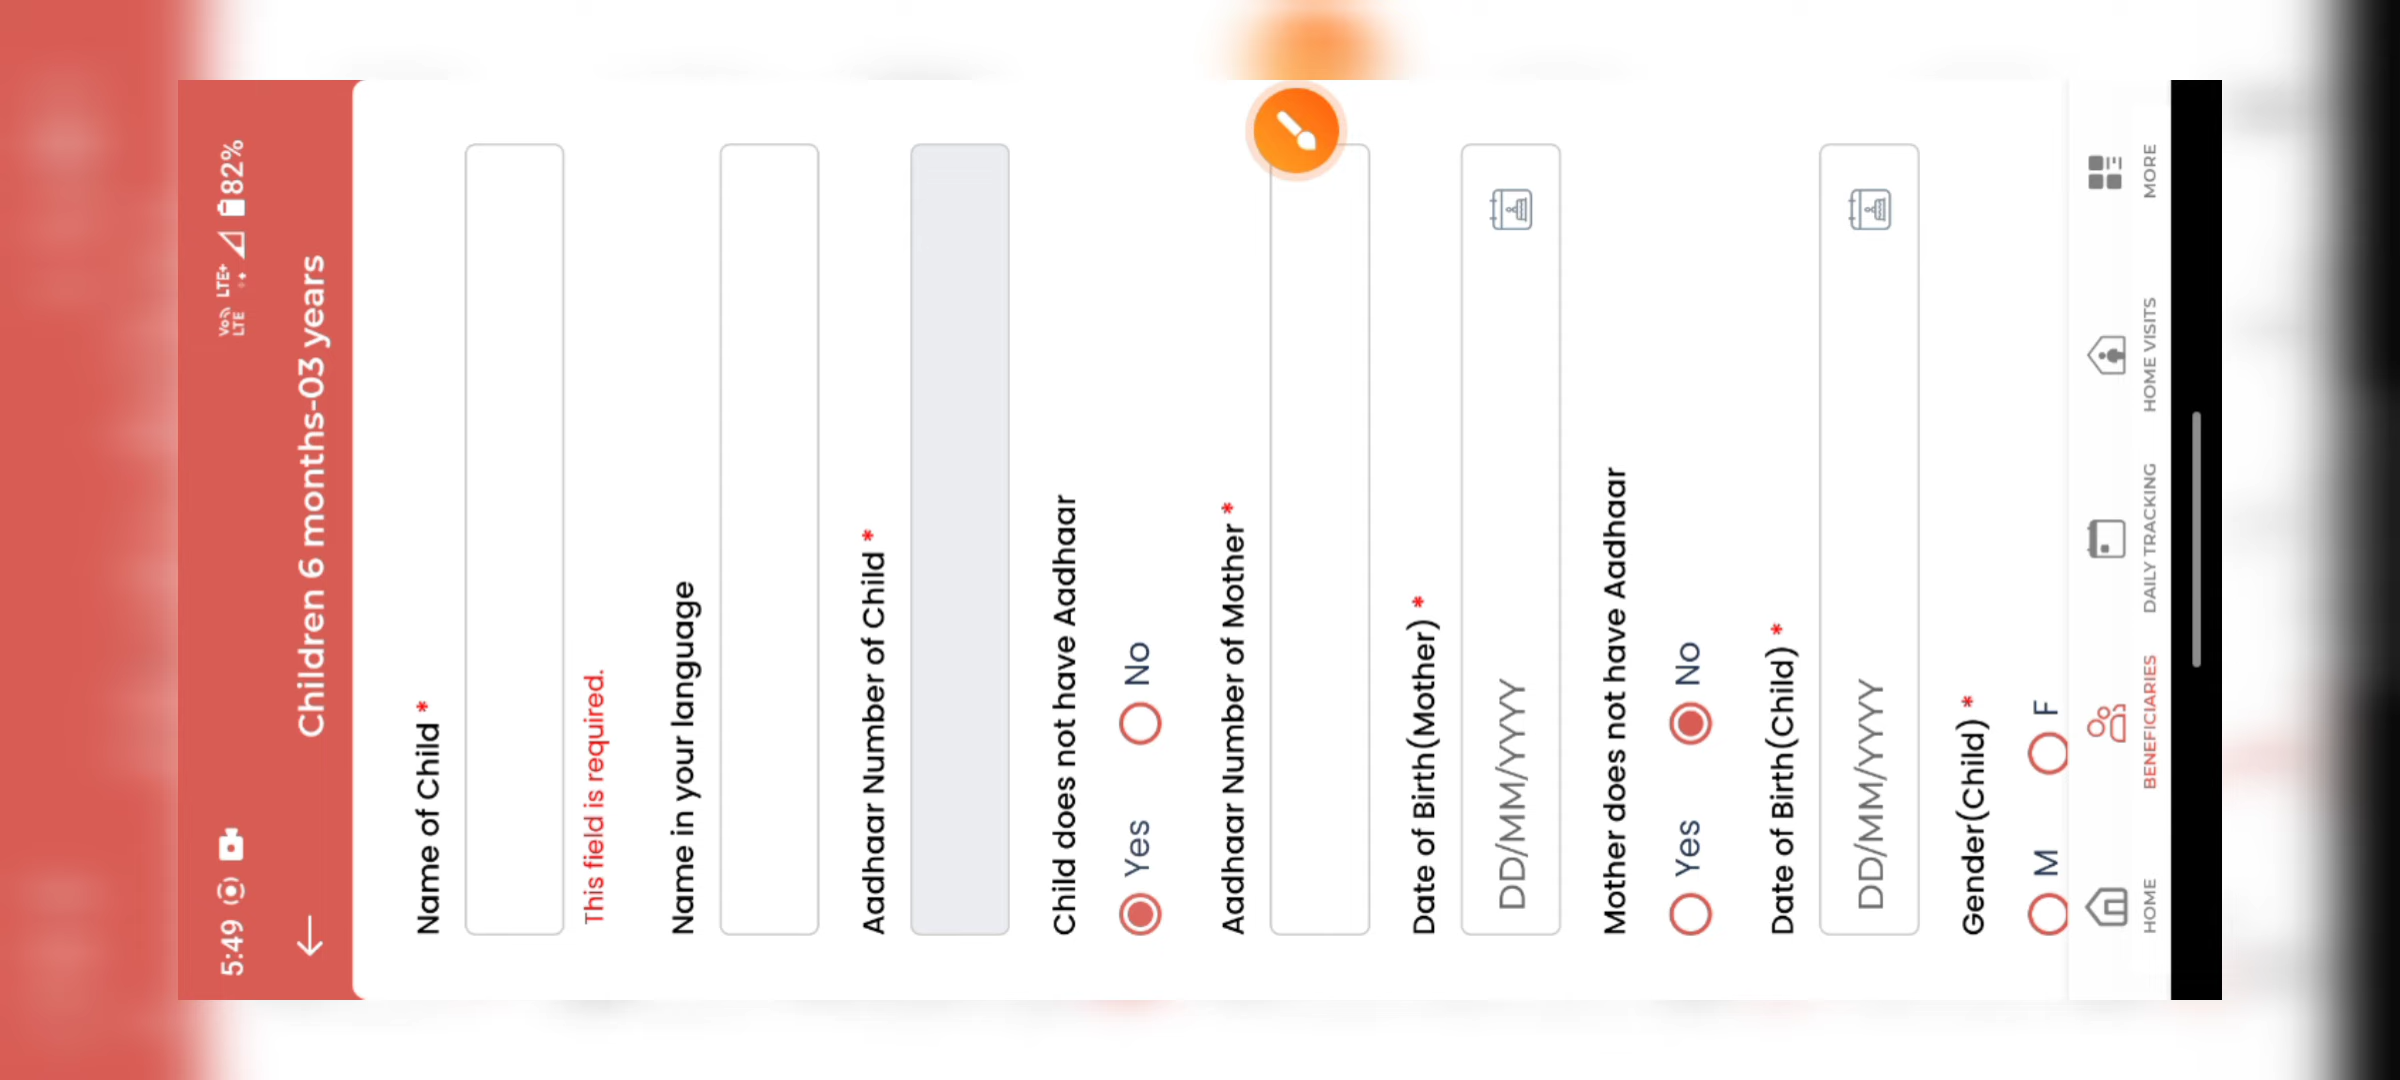 5:49
Vo LTE LTE+ 82%
Children 6 months-03 years
Name of Child *
This field is required.
Name in your language
Aadhaar Number of Child *
Child does not have Aadhaar
Yes No
Aadhaar Number of Mother *
Date of Birth(Mother) *
DD/MM/YYYY
Mother does not have Aadhaar
Yes No
Date of Birth(Child) *
DD/MM/YYYY
Gender(Child) *
M F
HOME BENEFICIARIES DAILY TRACKING HOME VISITS MORE